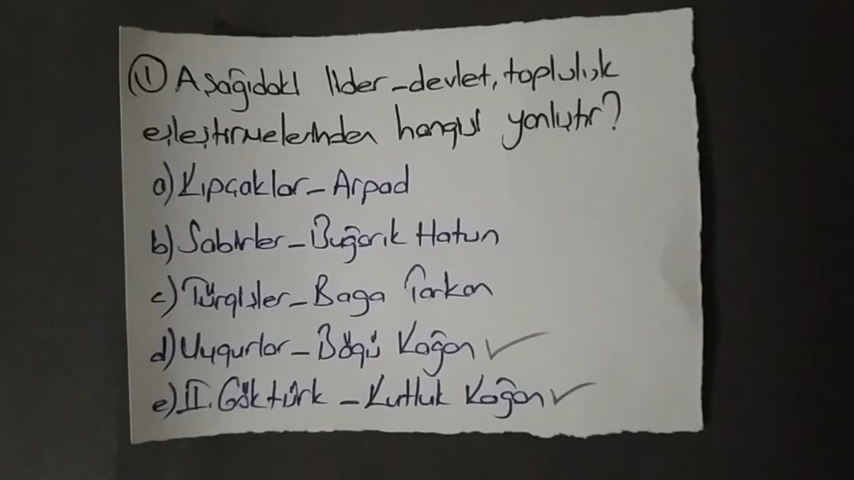 1) Aşağıdaki lider-devlet, topluluk
eşleştirmelerinden hangisi yanlıştır?
a) Kıpçaklar - Arpad
b) Sabirler - Buğarık Hatun
c) Türgişler - Baga Tarkan
d) Uygurlar - Bögü Kağan ✓
e) II. Göktürk - Kutluk Kağan ✓